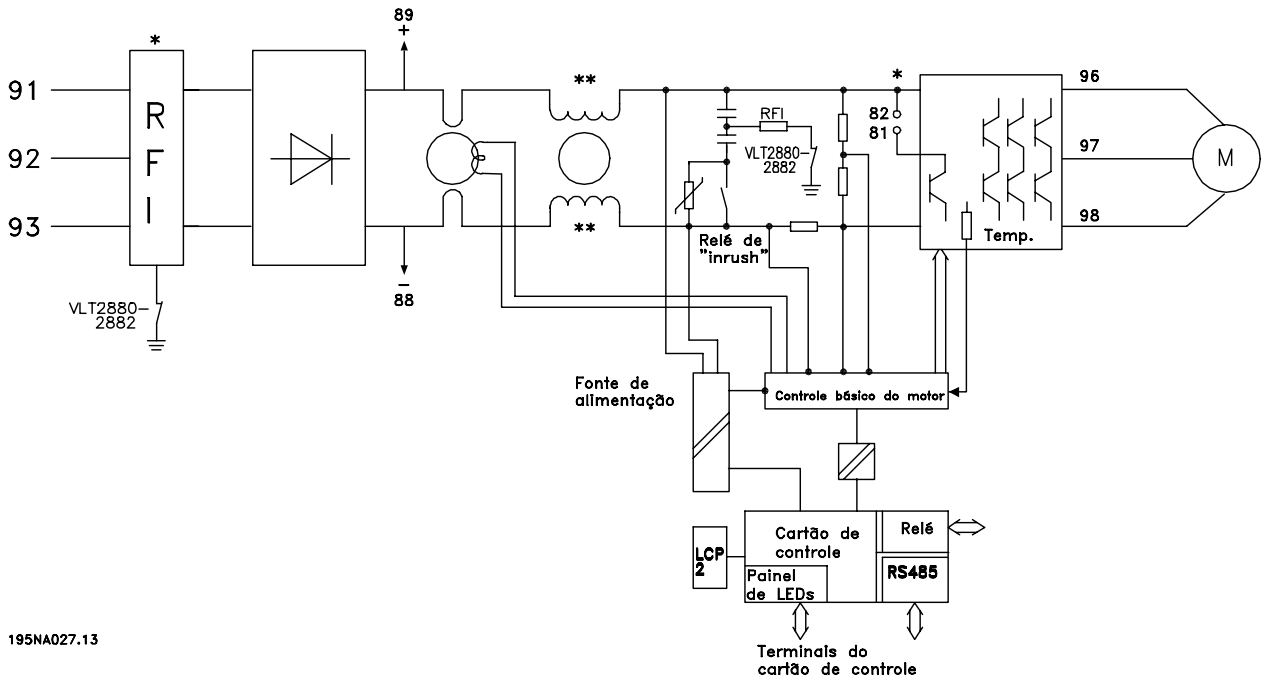 89
+
*
91
92
93
R
F
I
VLT2880-
2882
–
88
**
**
RFI
VLT2880-
2882
Relé de
"inrush"
*
82
81
Temp.
96
97
98
M
Fonte de
alimentação
Controle básico do motor
LCP
2
Cartão de
controle
Painel
de LEDs
Relé
RS485
Terminais do
cartão de controle
195NA027.13